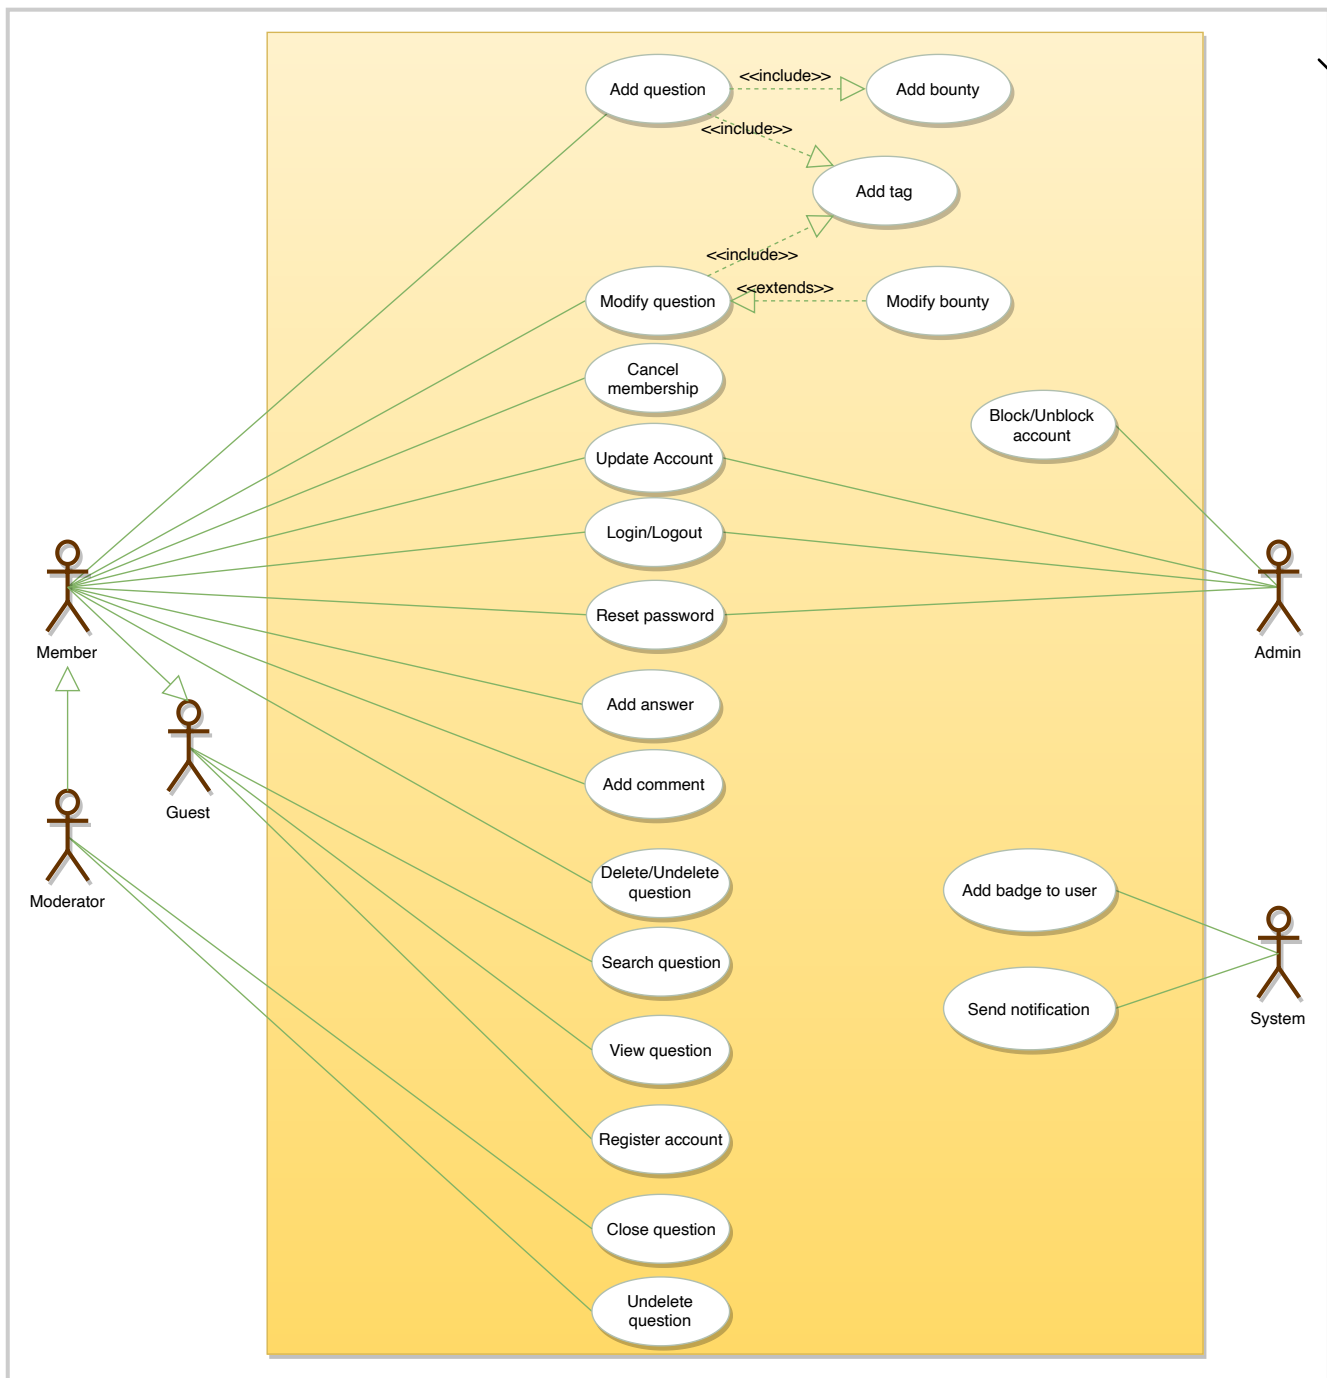 Add question
<<include>>
Add bounty
<<include>>
Add tag
<<include>>
Modify question
<<extends>>
Modify bounty
Cancel
membership
Block/Unblock
account
Update Account
Login/Logout
Reset password
Member
Admin
Add answer
Add comment
Guest
Moderator
Delete/Undelete
question
Add badge to user
Search question
Send notification
System
View question
Register account
Close question
Undelete
question